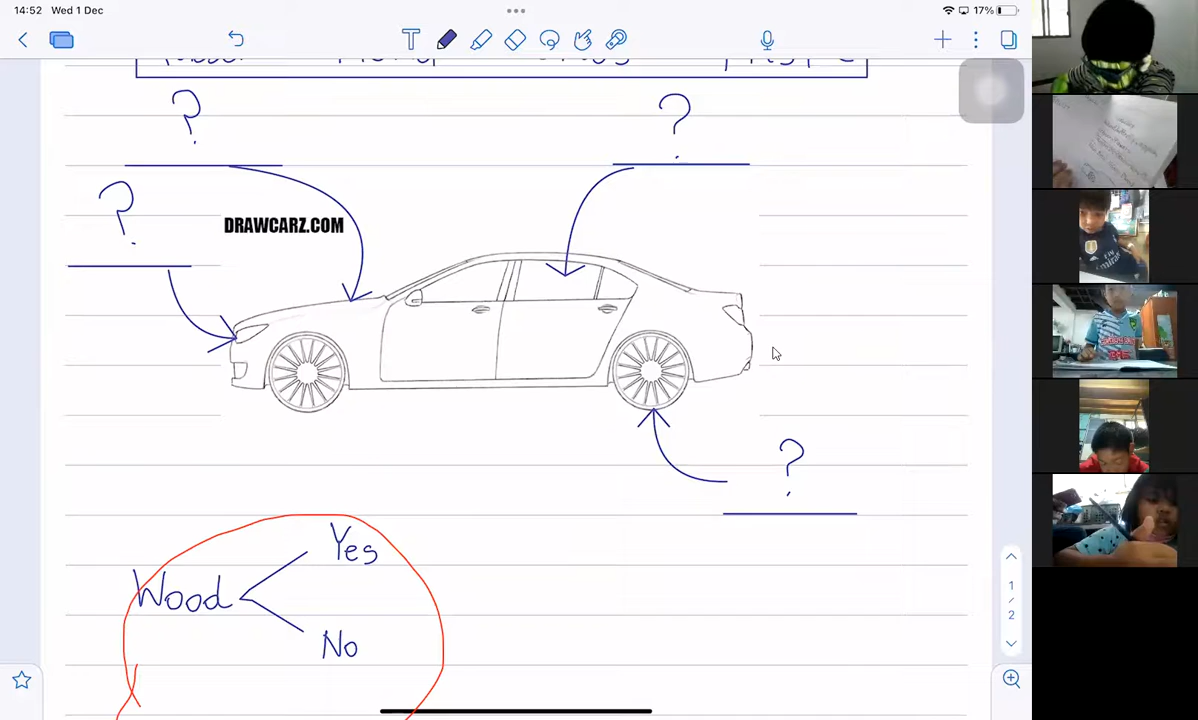 14:52 Wed 1 Dec
17%
?
?
?
DRAWCARZ.COM
?
Yes
Wood
No
1
/
2